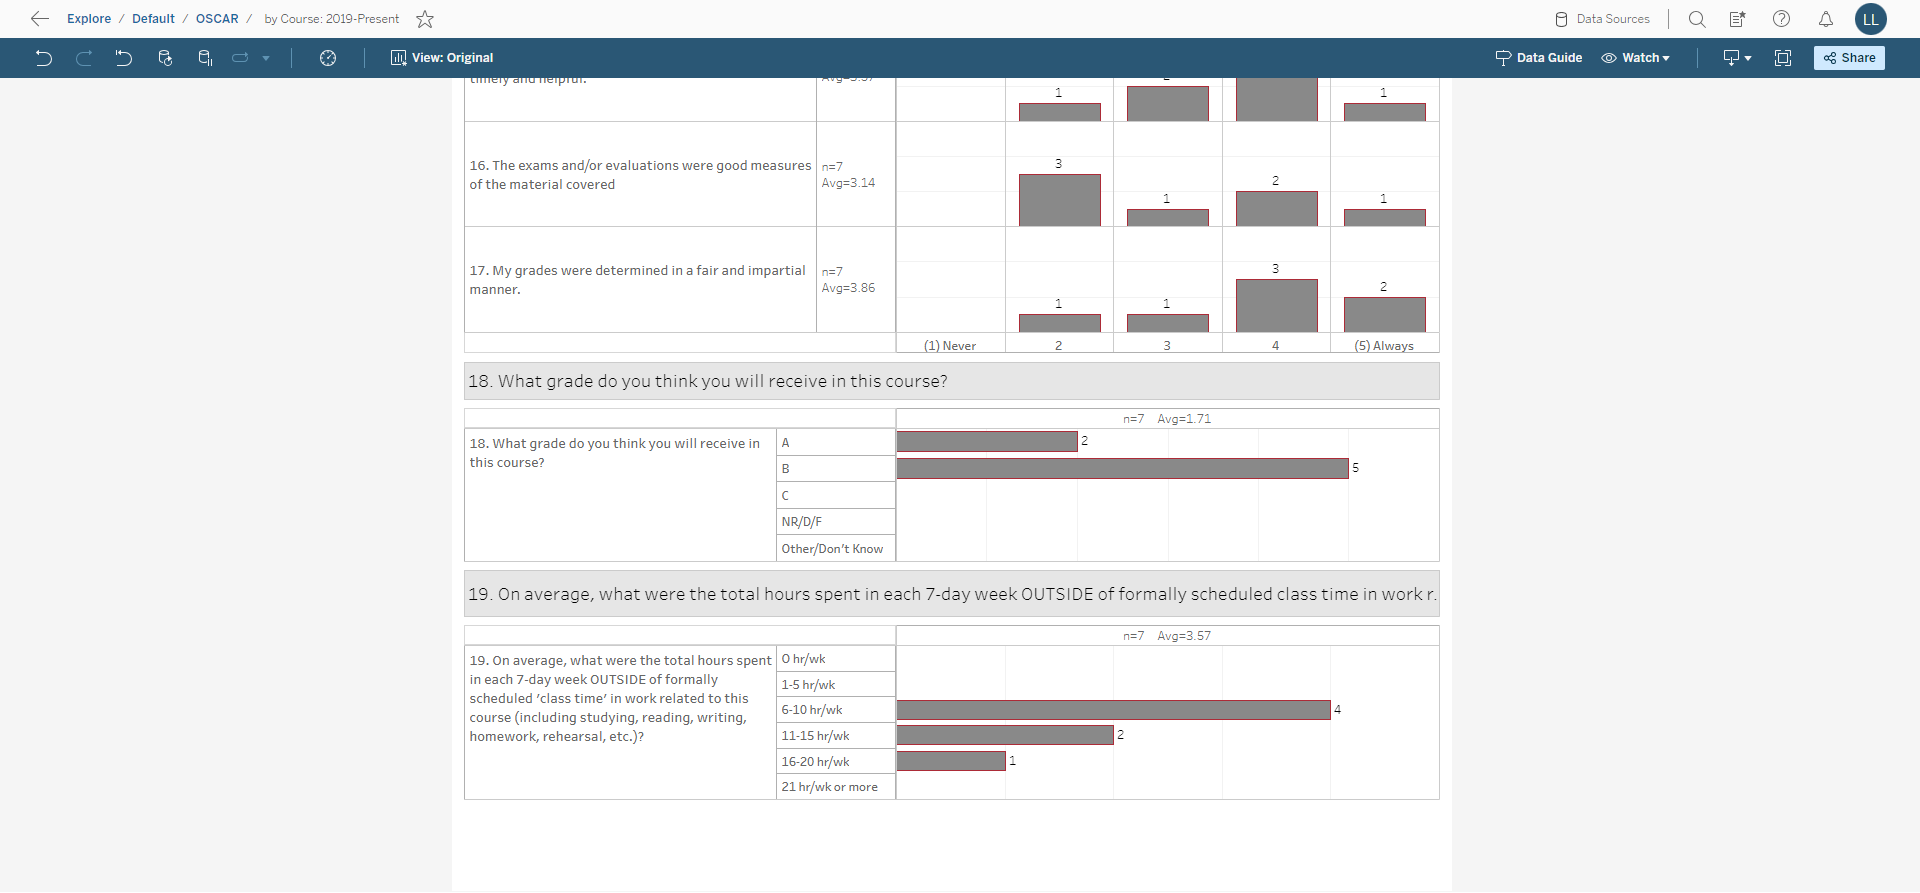 Explore / Default / OSCAR / by Course: 2019-Present
Data Sources
LL
View: Original
Data Guide
Watch
Share
timely and helpful.
1
2
1
16. The exams and/or evaluations were good measures
of the material covered
n=7
Avg=3.14
3
1
2
1
17. My grades were determined in a fair and impartial
manner.
n=7
Avg=3.86
1
1
3
2
(1) Never
2
3
4
(5) Always
18. What grade do you think you will receive in this course?
n=7 Avg=1.71
18. What grade do you think you will receive in
this course?
A
2
B
5
C
NR/D/F
Other/Don't Know
19. On average, what were the total hours spent in each 7-day week OUTSIDE of formally scheduled class time in work r.
n=7 Avg=3.57
19. On average, what were the total hours spent
in each 7-day week OUTSIDE of formally
scheduled ‘class time’ in work related to this
course (including studying, reading, writing,
homework, rehearsal, etc.)?
0 hr/wk
1-5 hr/wk
6-10 hr/wk
4
11-15 hr/wk
2
16-20 hr/wk
1
21 hr/wk or more